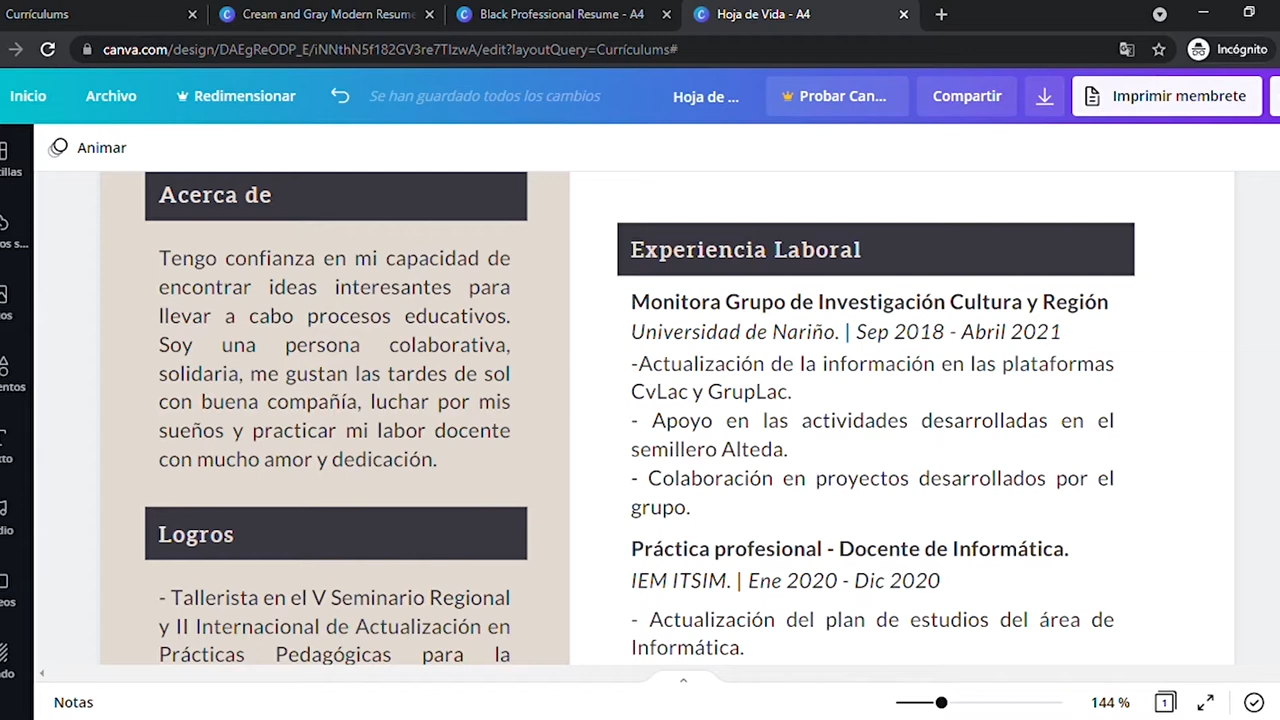 Currículums
Cream and Gray Modern Resume
Black Professional Resume - A4
Hoja de Vida - A4
canva.com/design/DAEgReODP_E/iNNthN5f182GV3re7TIzwA/edit?layoutQuery=Currículums#
Incógnito
Inicio
Archivo
Redimensionar
Se han guardado todos los cambios
Hoja de ...
Probar Can...
Compartir
Imprimir membrete
Animar
Acerca de
Tengo confianza en mi capacidad de
encontrar ideas interesantes para
llevar a cabo procesos educativos.
Soy una persona colaborativa,
solidaria, me gustan las tardes de sol
con buena compañía, luchar por mis
sueños y practicar mi labor docente
con mucho amor y dedicación.
Logros
- Tallerista en el V Seminario Regional
y II Internacional de Actualización en
Prácticas Pedagógicas para la
Experiencia Laboral
Monitora Grupo de Investigación Cultura y Región
Universidad de Nariño. | Sep 2018 - Abril 2021
-Actualización de la información en las plataformas
CvLac y GrupLac.
- Apoyo en las actividades desarrolladas en el
semillero Alteda.
- Colaboración en proyectos desarrollados por el
grupo.
Práctica profesional - Docente de Informática.
IEM ITSIM. | Ene 2020 - Dic 2020
- Actualización del plan de estudios del área de
Informática.
Notas
144 %
1